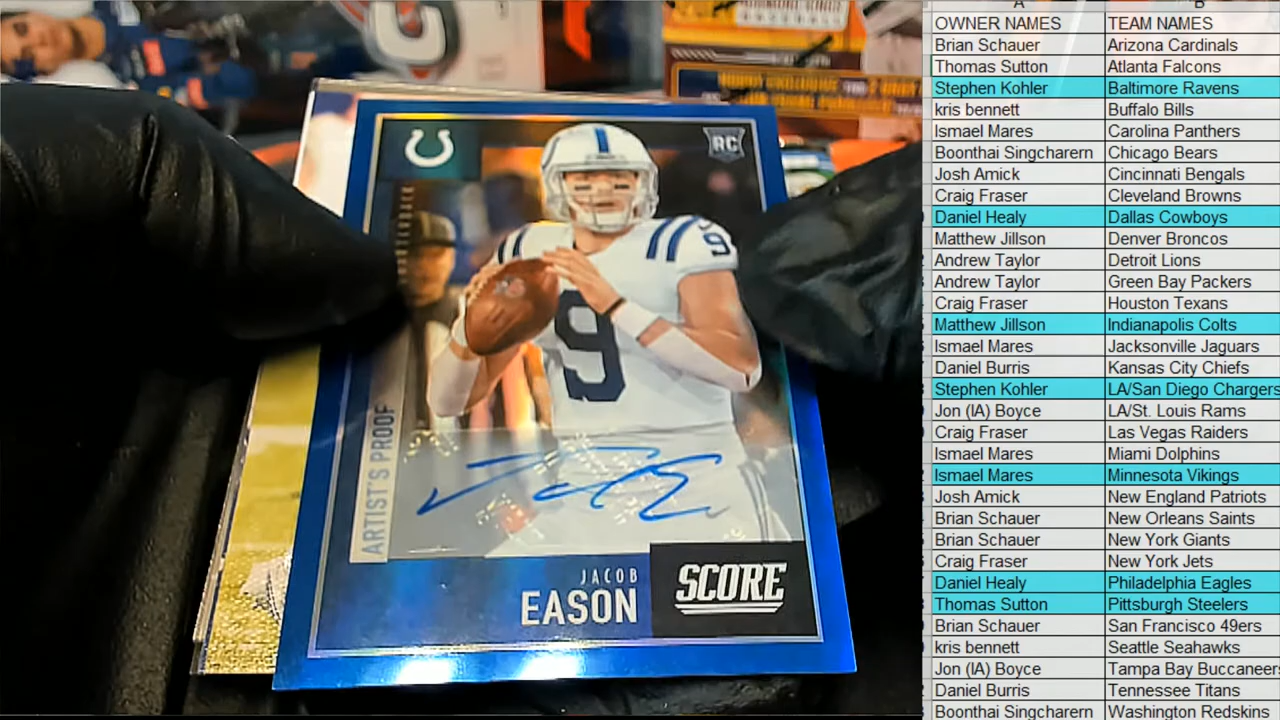 RC
9
9
ARTIST'S PROOF
JACOB
EASON
SCORE
A B
OWNER NAMES TEAM NAMES
Brian Schauer Arizona Cardinals
Thomas Sutton Atlanta Falcons
Stephen Kohler Baltimore Ravens
kris bennett Buffalo Bills
Ismael Mares Carolina Panthers
Boonthai Singcharern Chicago Bears
Josh Amick Cincinnati Bengals
Craig Fraser Cleveland Browns
Daniel Healy Dallas Cowboys
Matthew Jillson Denver Broncos
Andrew Taylor Detroit Lions
Andrew Taylor Green Bay Packers
Craig Fraser Houston Texans
Matthew Jillson Indianapolis Colts
Ismael Mares Jacksonville Jaguars
Daniel Burris Kansas City Chiefs
Stephen Kohler LA/San Diego Chargers
Jon (IA) Boyce LA/St. Louis Rams
Craig Fraser Las Vegas Raiders
Ismael Mares Miami Dolphins
Ismael Mares Minnesota Vikings
Josh Amick New England Patriots
Brian Schauer New Orleans Saints
Brian Schauer New York Giants
Craig Fraser New York Jets
Daniel Healy Philadelphia Eagles
Thomas Sutton Pittsburgh Steelers
Brian Schauer San Francisco 49ers
kris bennett Seattle Seahawks
Jon (IA) Boyce Tampa Bay Buccaneer
Daniel Burris Tennessee Titans
Boonthai Singcharern Washington Redskins